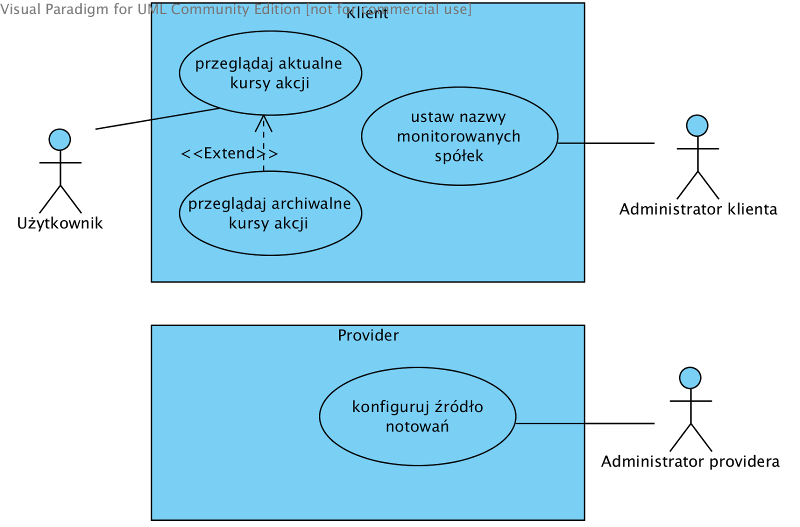 Visual Paradigm for UML Community Edition [not for commercial use]
Klient
przeglądaj aktualne
kursy akcji
ustaw nazwy
monitorowanych
spółek
<<Extend>>
przeglądaj archiwalne
kursy akcji
Użytkownik
Administrator klienta
Provider
konfiguruj źródło
notowań
Administrator providera